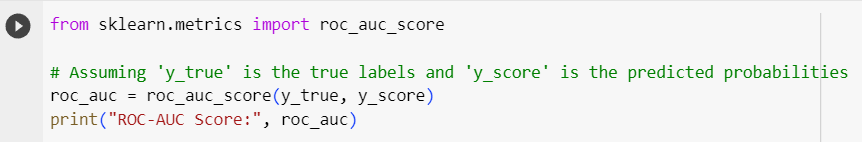 from sklearn.metrics import roc_auc_score
# Assuming 'y_true' is the true labels and 'y_score' is the predicted probabilities
roc_auc = roc_auc_score(y_true, y_score)
print("ROC-AUC Score:", roc_auc)